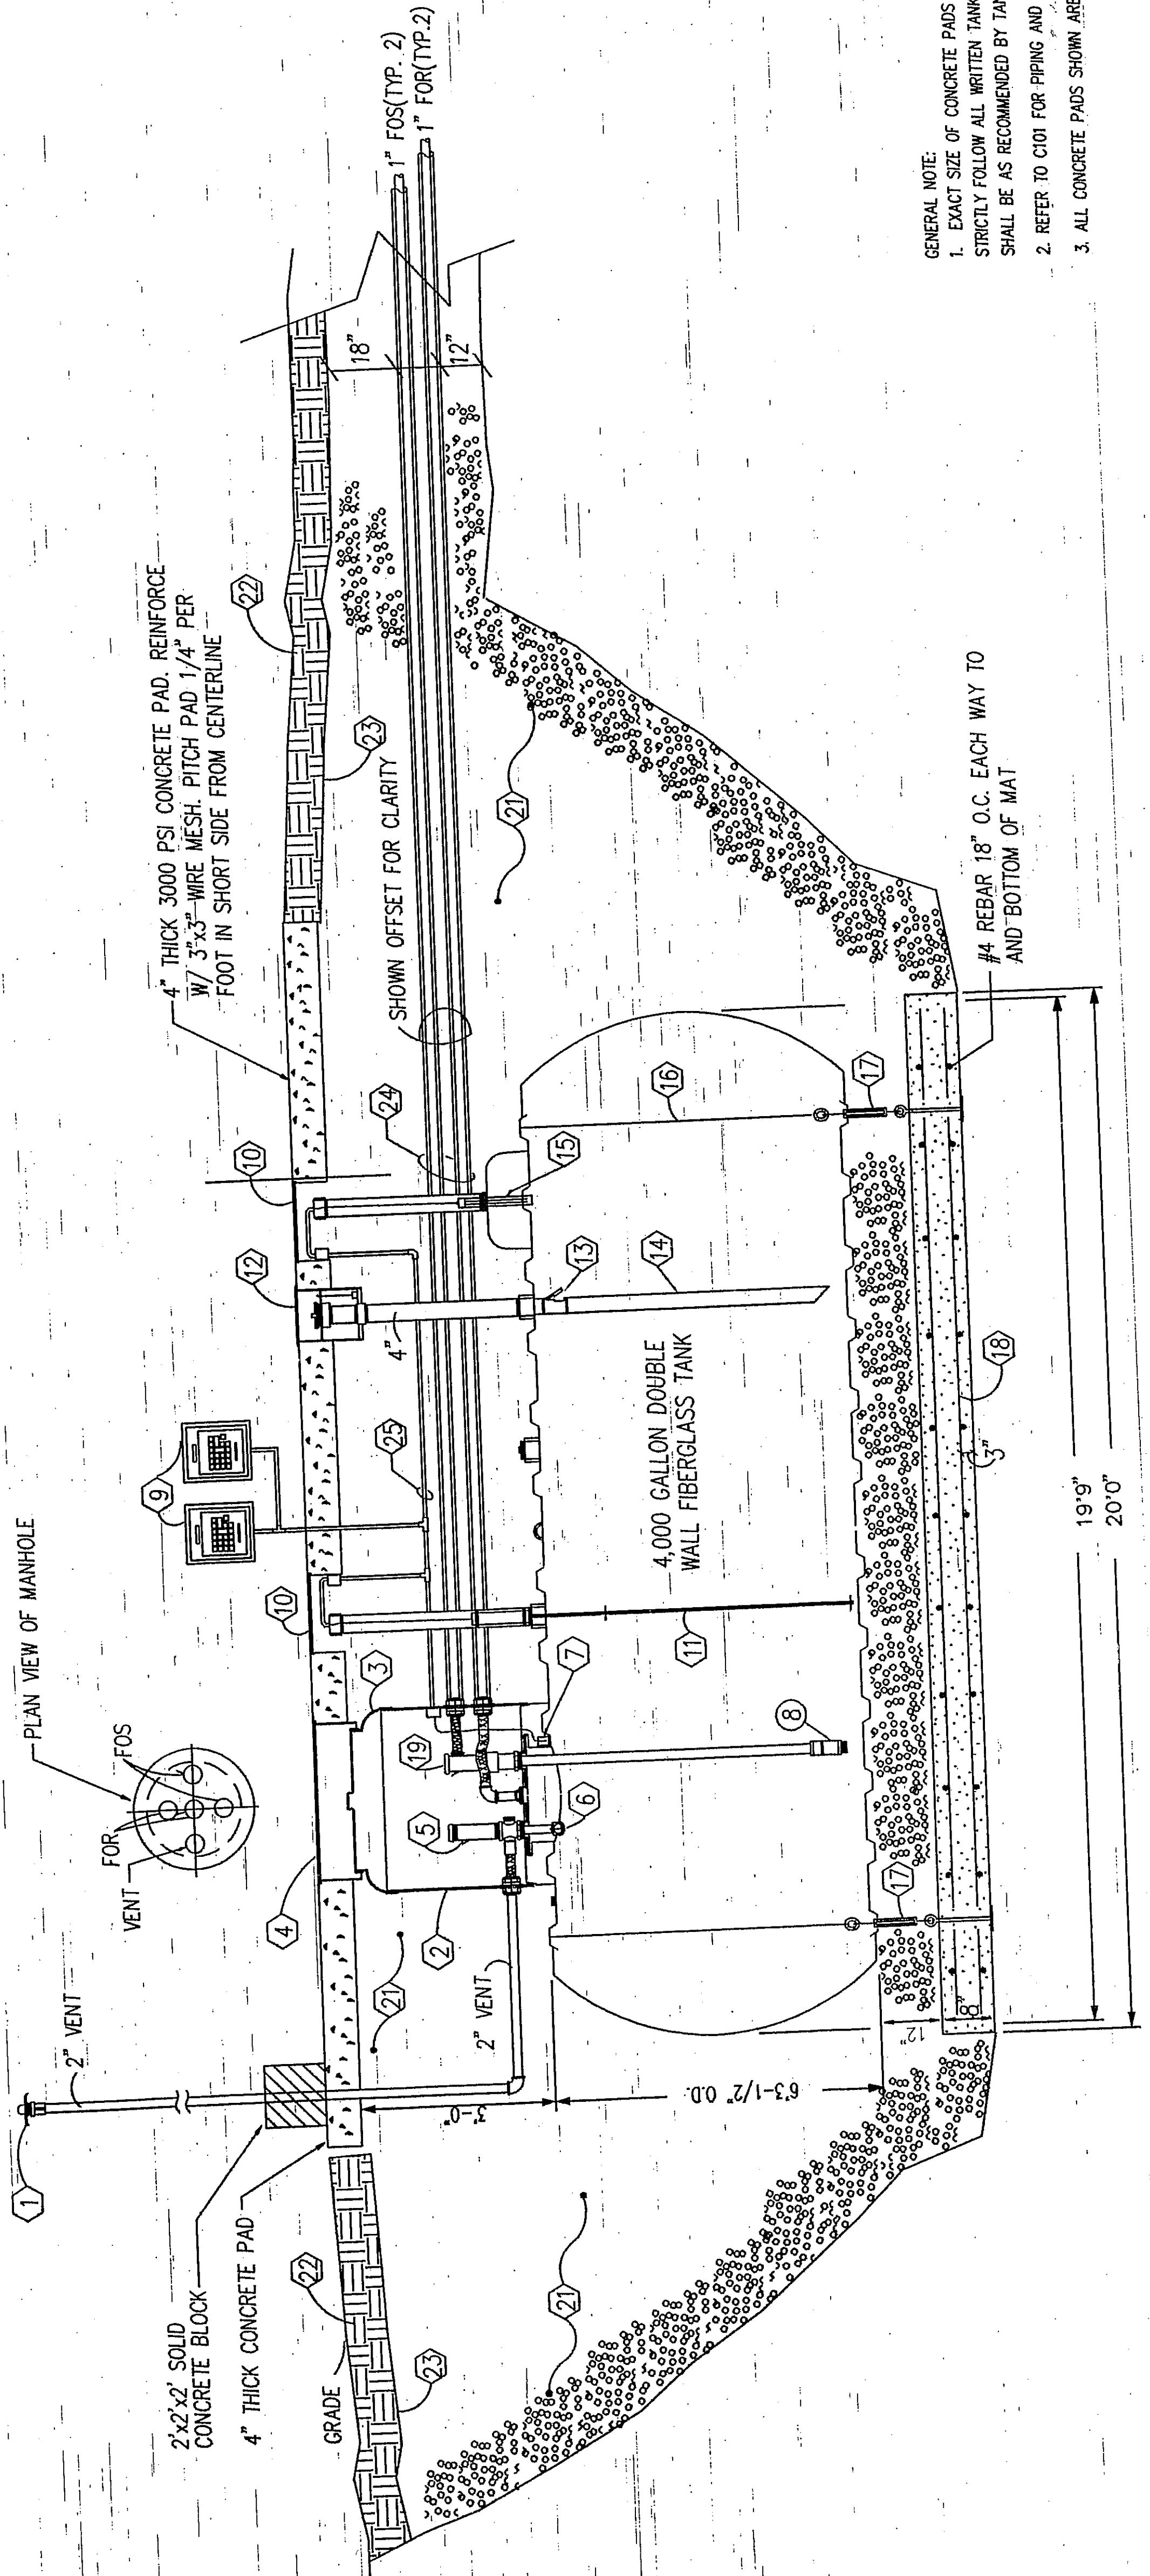 1
2" VENT
2'x2'x2' SOLID
CONCRETE BLOCK
4" THICK CONCRETE PAD
GRADE
22
23
21
PLAN VIEW OF MANHOLE
FOR
FOS
VENT
4
21
2
2" VENT
3'-0"
6'3-1/2" O.D.
12"
8"
3
19
5
6
7
8
9
10
11
17
4,000 GALLON DOUBLE
WALL FIBERGLASS TANK
25
4"
12
10
13
14
24
15
16
17
18
3"
19'9"
20'0"
4" THICK 3000 PSI CONCRETE PAD. REINFORCE
W/ 3"x3" WIRE MESH. PITCH PAD 1/4" PER
FOOT IN SHORT SIDE FROM CENTERLINE
SHOWN OFFSET FOR CLARITY
22
23
21
#4 REBAR 18" O.C. EACH WAY TO
AND BOTTOM OF MAT
18"
12"
1" FOS(TYP. 2)
1" FOR(TYP.2)
GENERAL NOTE:
1. EXACT SIZE OF CONCRETE PADS
STRICTLY FOLLOW ALL WRITTEN TANK
SHALL BE AS RECOMMENDED BY TAN
2. REFER TO C101 FOR PIPING AND
3. ALL CONCRETE PADS SHOWN ARE